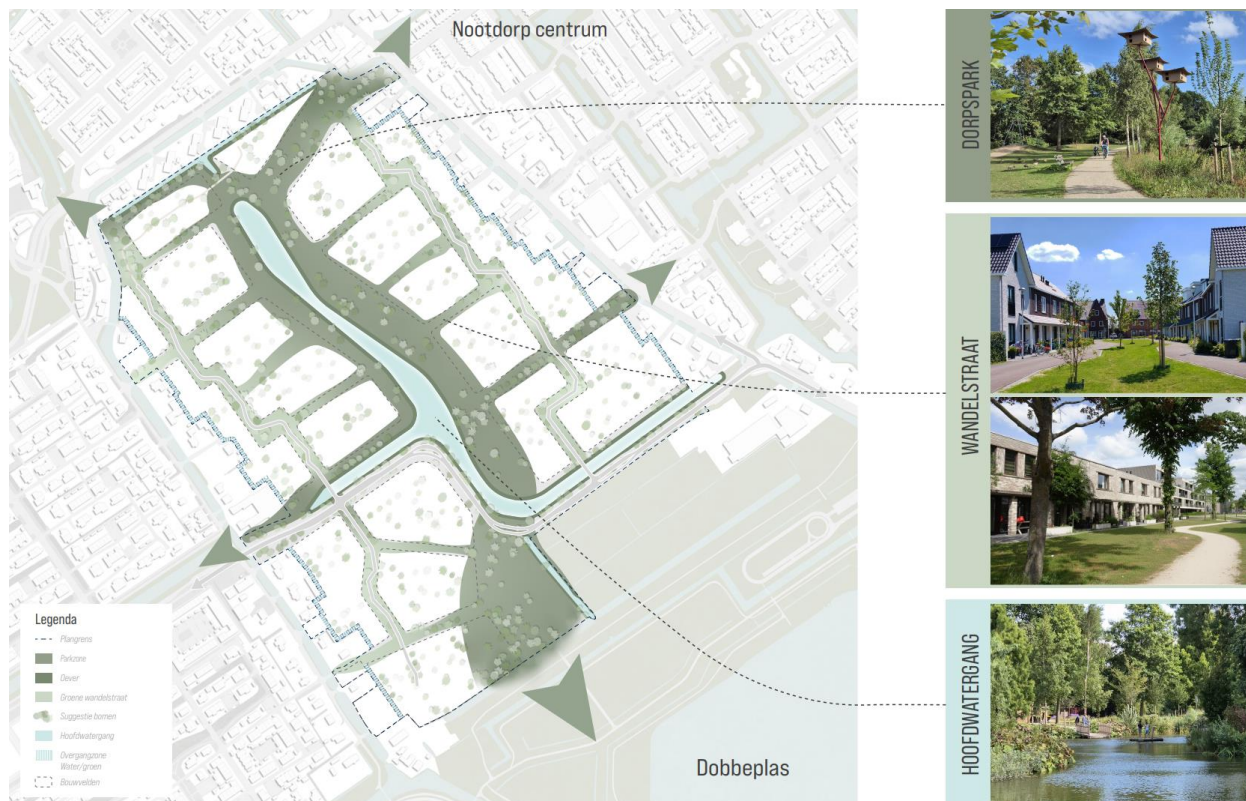 Nootdorp centrum
Dobbeplas
Legenda
Plangrens
Parkzone
Oever
Groene wandelstraat
Suggestie bomen
Hoofdwatergang
Overgangzone
Water/groen
Bouwvelden
DORPSPARK
WANDELSTRAAT
HOOFDWATERGANG